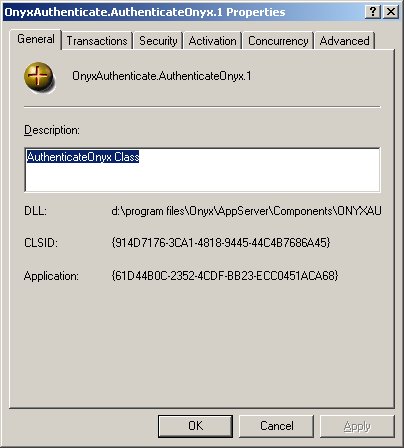 OnyxAuthenticate.AuthenticateOnyx.1 Properties
General Transactions Security Activation Concurrency Advanced
OnyxAuthenticate.AuthenticateOnyx.1
Description:
AuthenticateOnyx Class
DLL: d:\program files\Onyx\AppServer\Components\ONYXAU
CLSID: {914D7176-3CA1-4818-9445-44C4B7686A45}
Application: {61D44B0C-2352-4CDF-BB23-ECC0451ACA68}
OK Cancel Apply